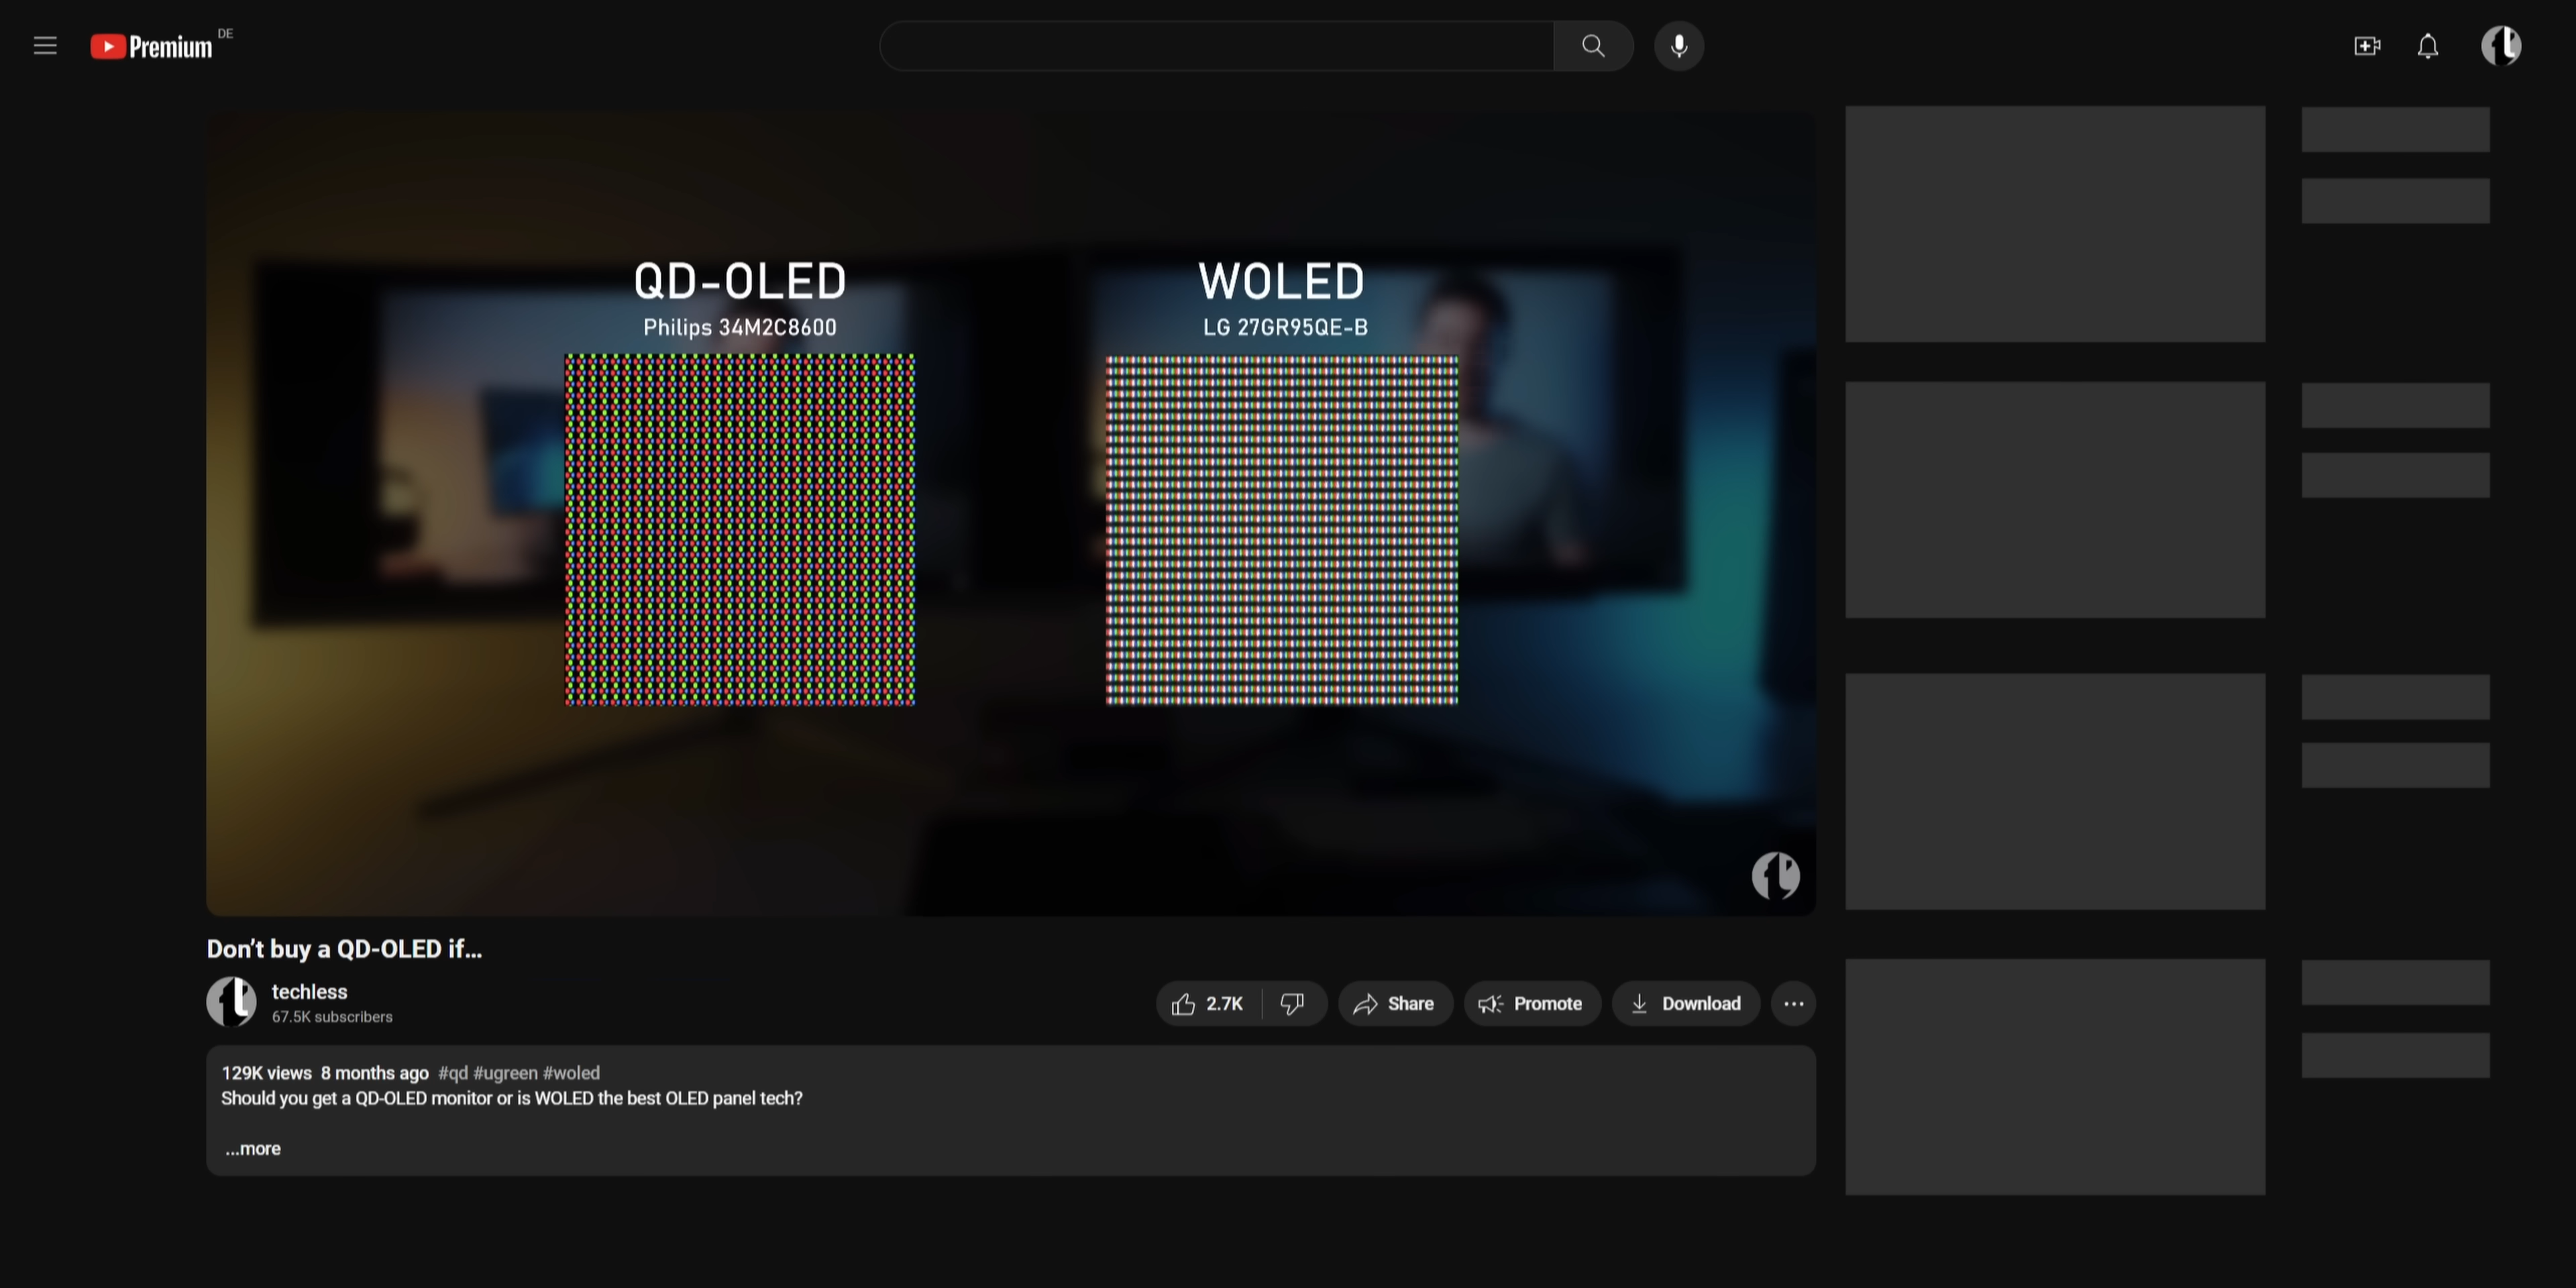 Premium DE
QD-OLED
Philips 34M2C8600
WOLED
LG 27GR95QE-B
Don't buy a QD-OLED if...
techless
67.5K subscribers
2.7K
Share
Promote
Download
129K views 8 months ago #qd #ugreen #woled
Should you get a QD-OLED monitor or is WOLED the best OLED panel tech?
...more